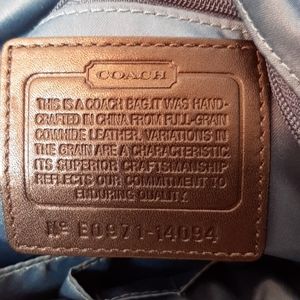 COACH
THIS IS A COACH BAG.IT WAS HAND-
CRAFTED IN CHINA FROM FULL-GRAIN
COWHIDE LEATHER. VARIATIONS IN
THE GRAIN ARE A CHARACTERISTIC.
ITS SUPERIOR CRAFTSMANSHIP
REFLECTS OUR COMMITMENT TO
ENDURING QUALITY.
Nº E0971-14094